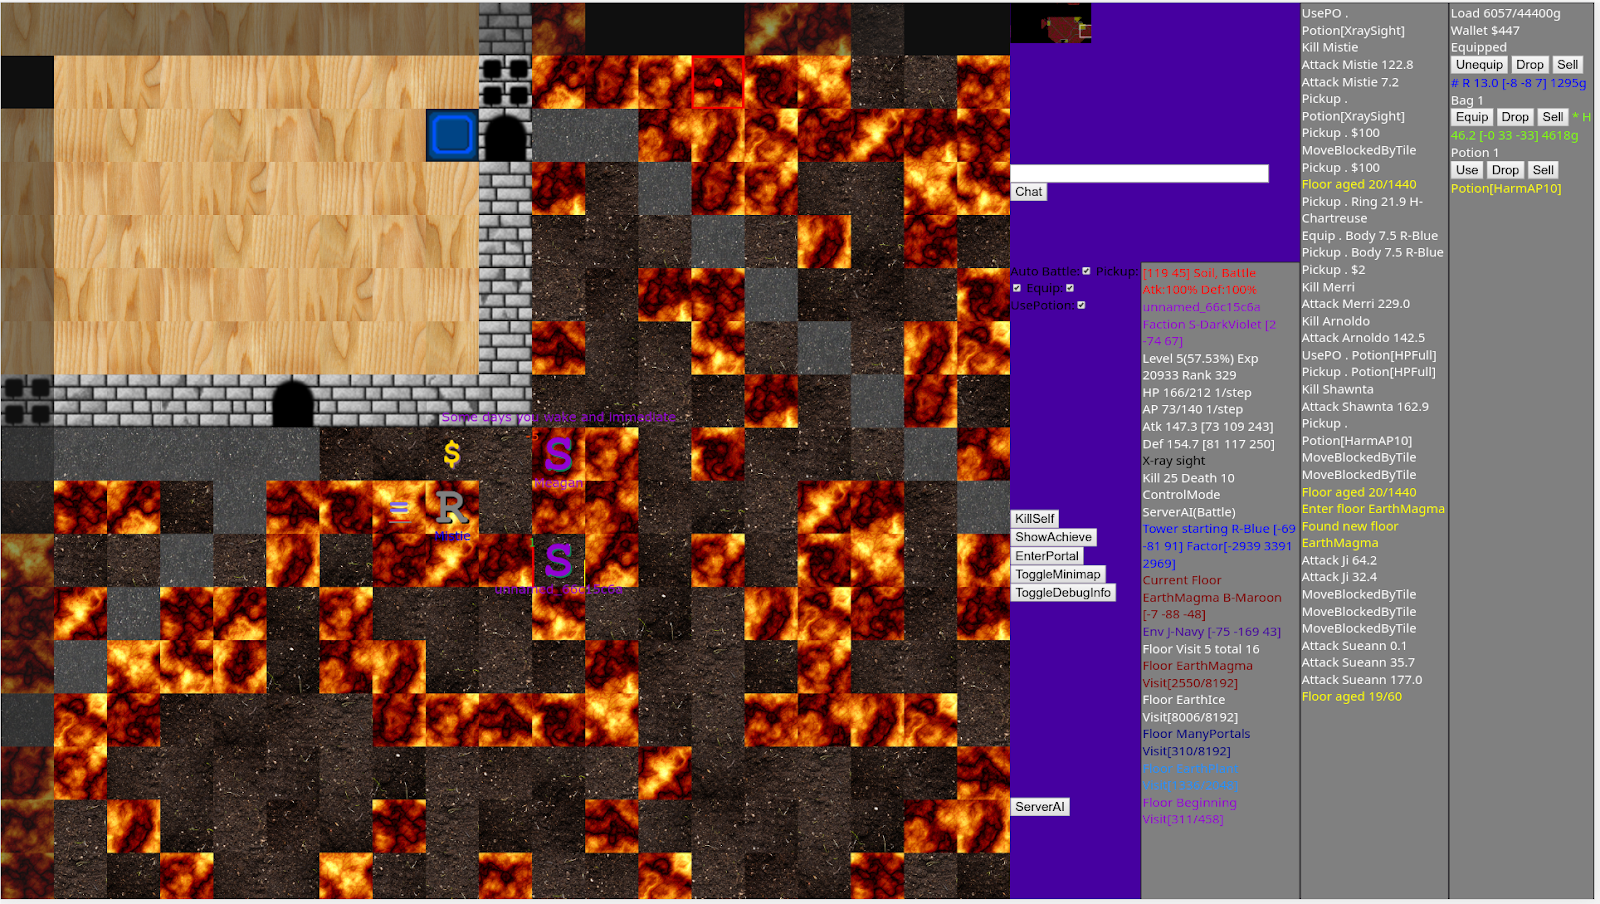 $
Some days you wake and immediate
5
S
Meagan
R
Mistie
S
unnamed_66c15c6a
Chat
Auto Battle: Pickup:
Equip:
UsePotion:
KillSelf
ShowAchieve
EnterPortal
ToggleMinimap
ToggleDebugInfo
ServerAI
[119 45] Soil, Battle
Atk:100% Def:100%
unnamed_66c15c6a
Faction S-DarkViolet [2
-74 67]
Level 5(57.53%) Exp
20933 Rank 329
HP 166/212 1/step
AP 73/140 1/step
Atk 147.3 [73 109 243]
Def 154.7 [81 117 250]
X-ray sight
Kill 25 Death 10
ControlMode
ServerAI(Battle)
Tower starting R-Blue [-69
-81 91] Factor[-2939 3391
2969]
Current Floor
EarthMagma B-Maroon
[-7 -88 -48]
Env J-Navy [-75 -169 43]
Floor Visit 5 total 16
Floor EarthMagma
Visit[2550/8192]
Floor EarthIce
Visit[8006/8192]
Floor ManyPortals
Visit[310/8192]
Floor EarthPlant
Floor Beginning
Visit[311/458]
UsePO .
Potion[XraySight]
Kill Mistie
Attack Mistie 122.8
Attack Mistie 7.2
Pickup .
Potion[XraySight]
Pickup . $100
MoveBlockedByTile
Pickup . $100
Floor aged 20/1440
Pickup . Ring 21.9 H-
Chartreuse
Equip . Body 7.5 R-Blue
Pickup . Body 7.5 R-Blue
Pickup . $2
Kill Merri
Attack Merri 229.0
Kill Arnoldo
Attack Arnoldo 142.5
UsePO . Potion[HPFull]
Pickup . Potion[HPFull]
Kill Shawnta
Attack Shawnta 162.9
Pickup .
Potion[HarmAP10]
MoveBlockedByTile
MoveBlockedByTile
Floor aged 20/1440
Enter floor EarthMagma
Found new floor
EarthMagma
Attack Ji 64.2
Attack Ji 32.4
MoveBlockedByTile
MoveBlockedByTile
MoveBlockedByTile
Attack Sueann 0.1
Attack Sueann 35.7
Attack Sueann 177.0
Floor aged 19/60
Load 6057/44400g
Wallet $447
Equipped
Unequip Drop Sell
# R 13.0 [-8 -8 7] 1295g
Bag 1
Equip Drop Sell * H
46.2 [-0 33 -33] 4618g
Potion 1
Use Drop Sell
Potion[HarmAP10]